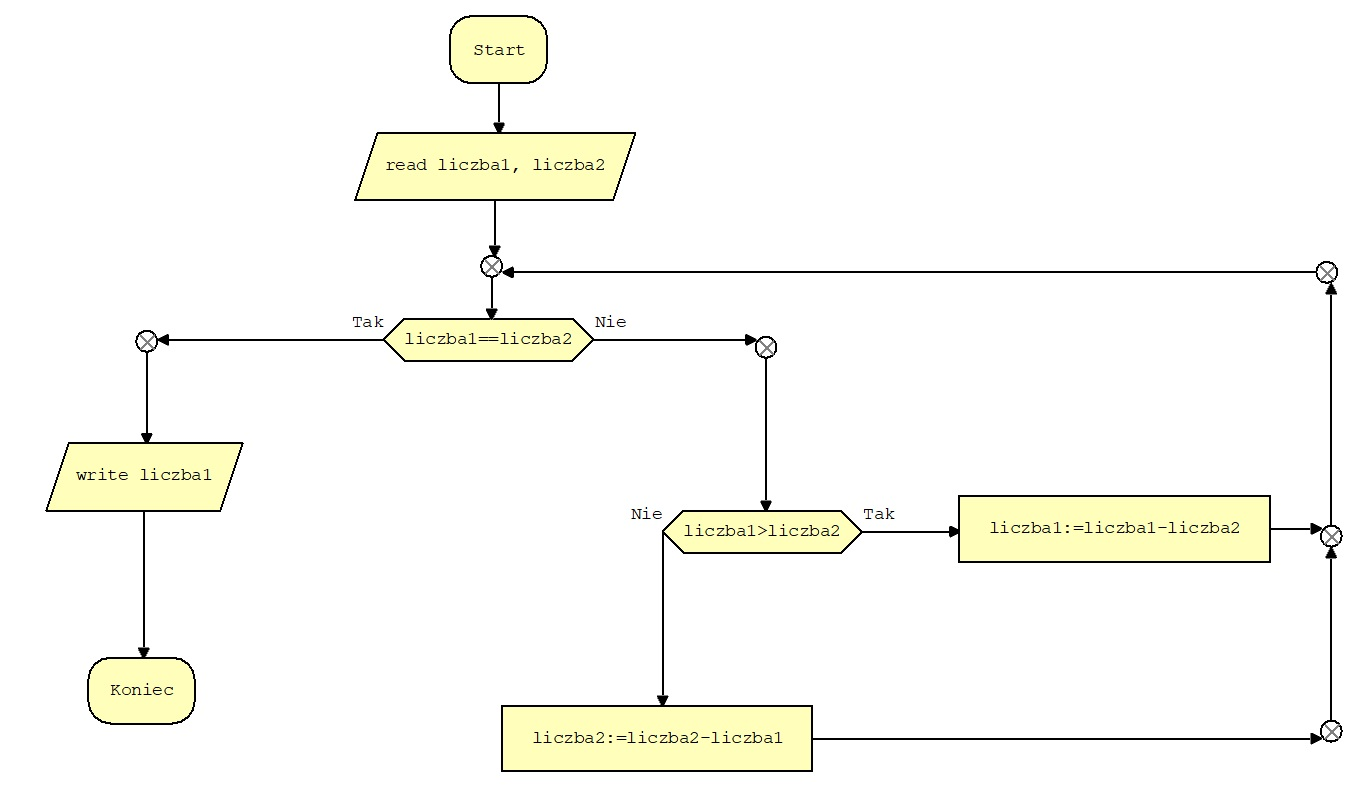 Start
read liczba1, liczba2
Tak
liczba1==liczba2
Nie
write liczba1
Nie
liczba1>liczba2
Tak
liczba1:=liczba1-liczba2
Koniec
liczba2:=liczba2-liczba1